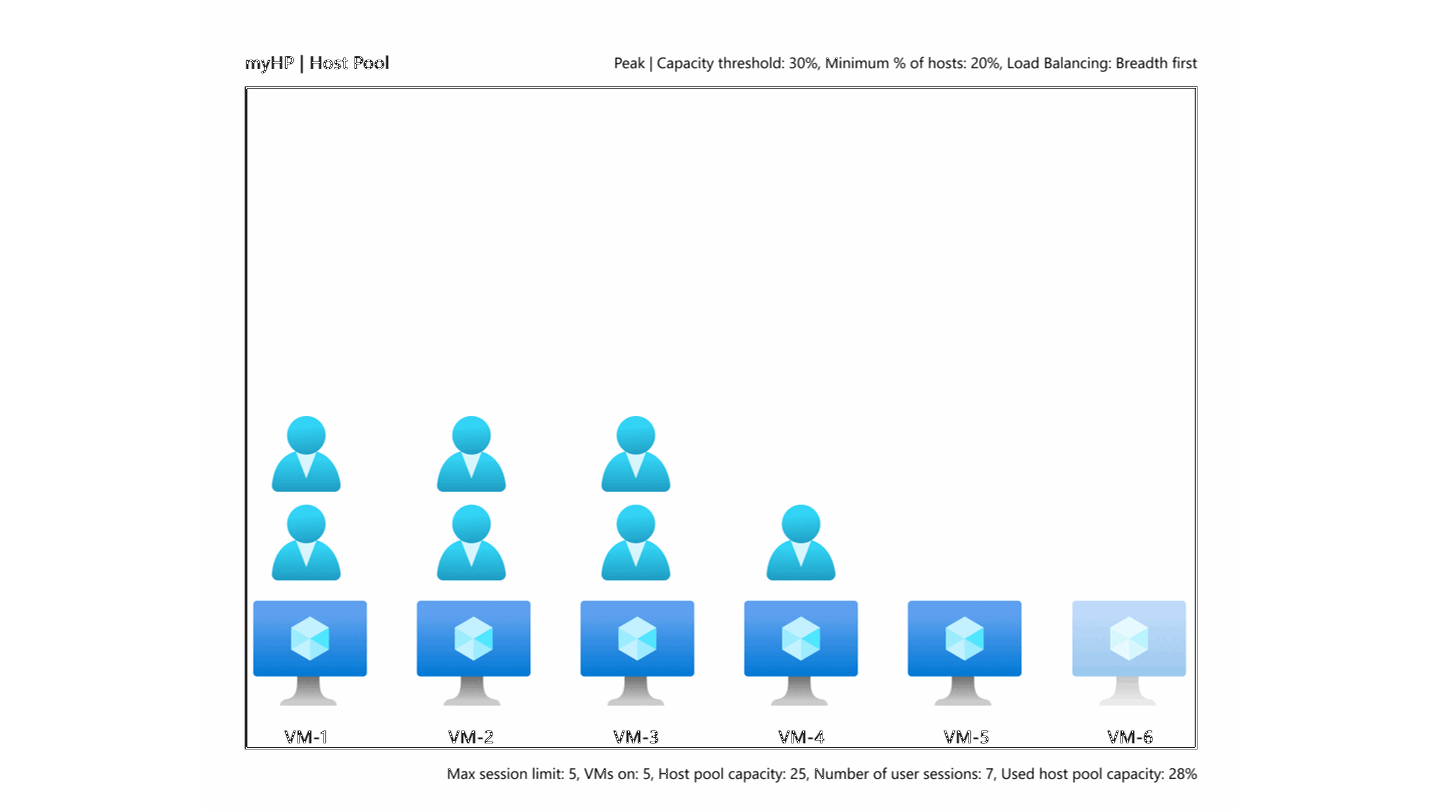 myHP | Host Pool
Peak | Capacity threshold: 30%, Minimum % of hosts: 20%, Load Balancing: Breadth first
VM-1
VM-2
VM-3
VM-4
VM-5
VM-6
Max session limit: 5, VMs on: 5, Host pool capacity: 25, Number of user sessions: 7, Used host pool capacity: 28%